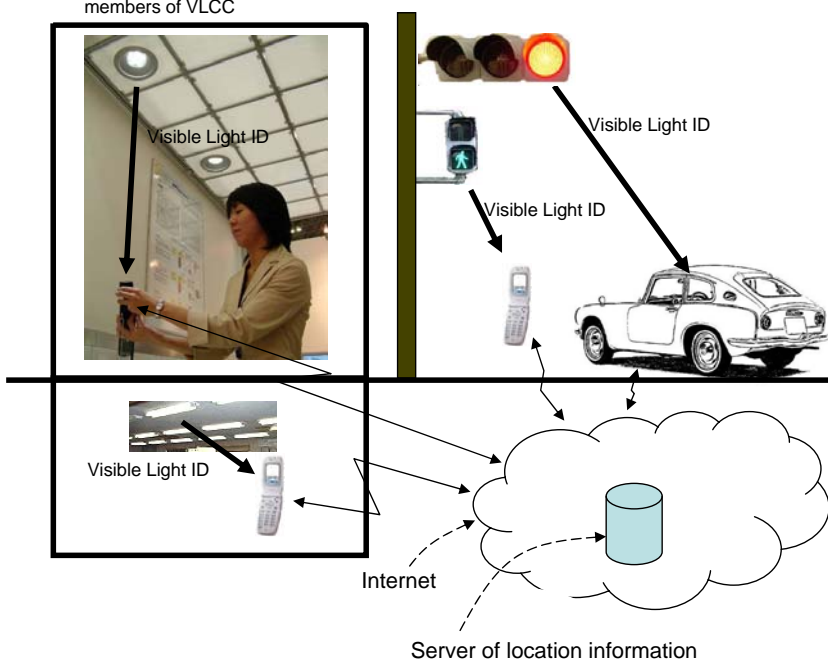 members of VLCC
Visible Light ID
Visible Light ID
Visible Light ID
Visible Light ID
Internet
Server of location information